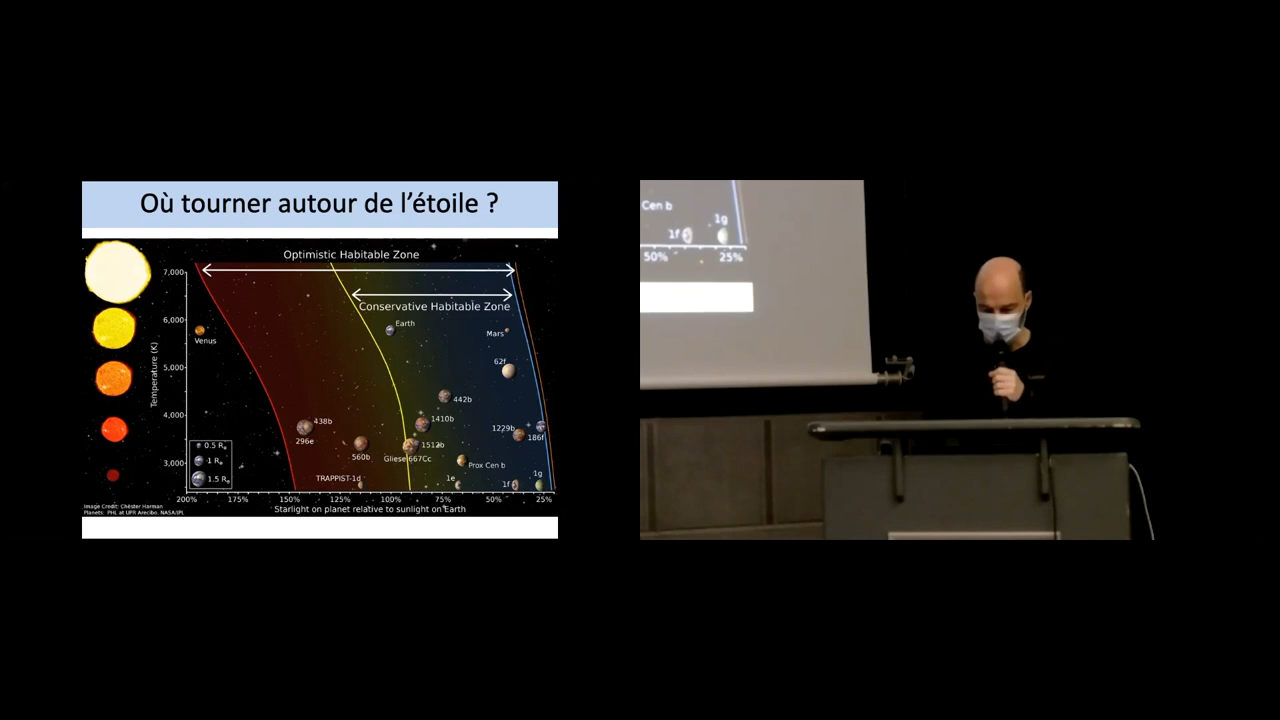 Où tourner autour de l'étoile ?
Optimistic Habitable Zone
Conservative Habitable Zone
7,000
6,000
5,000
4,000
3,000
Temperature (K)
Venus
Earth
Mars
62f
442b
438b
296e
1410b
1229b
186f
560b
1512b
Gliese 667Cc
Prox Cen b
TRAPPIST-1d
1e
1f
1g
0.5 R⊕
1 R⊕
1.5 R⊕
200% 175% 150% 125% 100% 75% 50% 25%
Starlight on planet relative to sunlight on Earth
Image Credit: Chester Harman
Planets: PHL at UPR Arecibo, NASA/JPL
Cen b
1g
1f
50% 25%